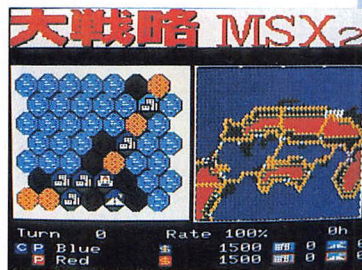 大戦略 MSX2
Turn 0 Rate 100% 0h
C P Blue 1500 0
P Red 1500 0